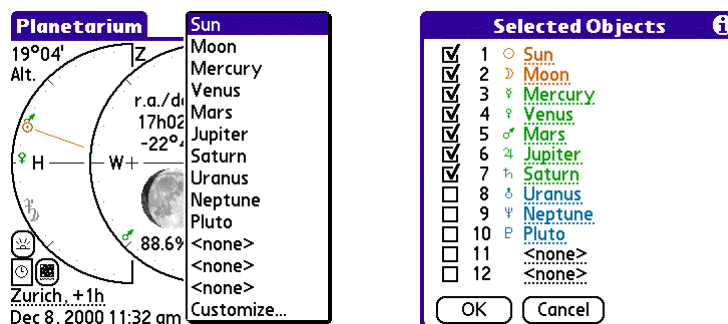 Planetarium
19°04'
Alt.
Z
r.a./d
17h02
-22°
H
W
88.6%
Zurich, +1h
Dec 8, 2000 11:32 am
Sun
Moon
Mercury
Venus
Mars
Jupiter
Saturn
Uranus
Neptune
Pluto
<none>
<none>
<none>
Customize...
Selected Objects
1 ☉ Sun
2 ☽ Moon
3 ☿ Mercury
4 ♀ Venus
5 ♂ Mars
6 ♃ Jupiter
7 ♄ Saturn
8 ⛢ Uranus
9 ♆ Neptune
10 ♇ Pluto
11 <none>
12 <none>
OK
Cancel